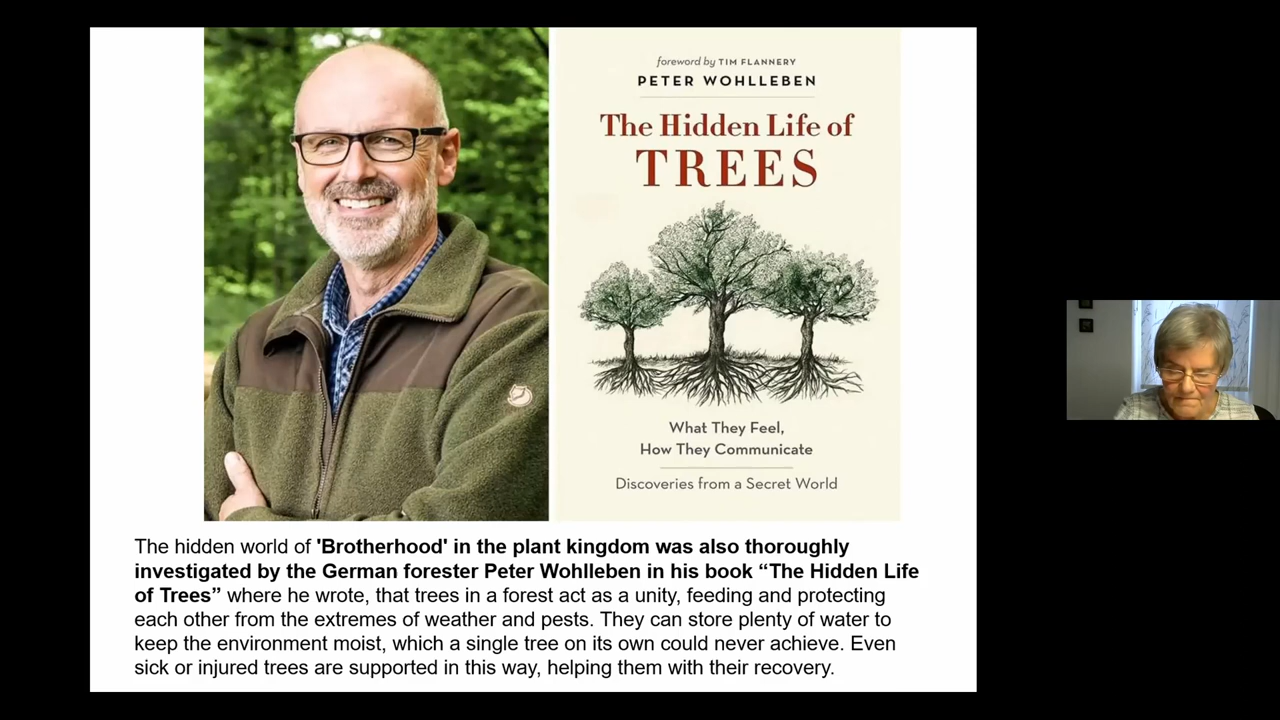 foreword by TIM FLANNERY
PETER WOHLLEBEN
The Hidden Life of
TREES
What They Feel,
How They Communicate
Discoveries from a Secret World
The hidden world of 'Brotherhood' in the plant kingdom was also thoroughly
investigated by the German forester Peter Wohlleben in his book “The Hidden Life
of Trees” where he wrote, that trees in a forest act as a unity, feeding and protecting
each other from the extremes of weather and pests. They can store plenty of water to
keep the environment moist, which a single tree on its own could never achieve. Even
sick or injured trees are supported in this way, helping them with their recovery.